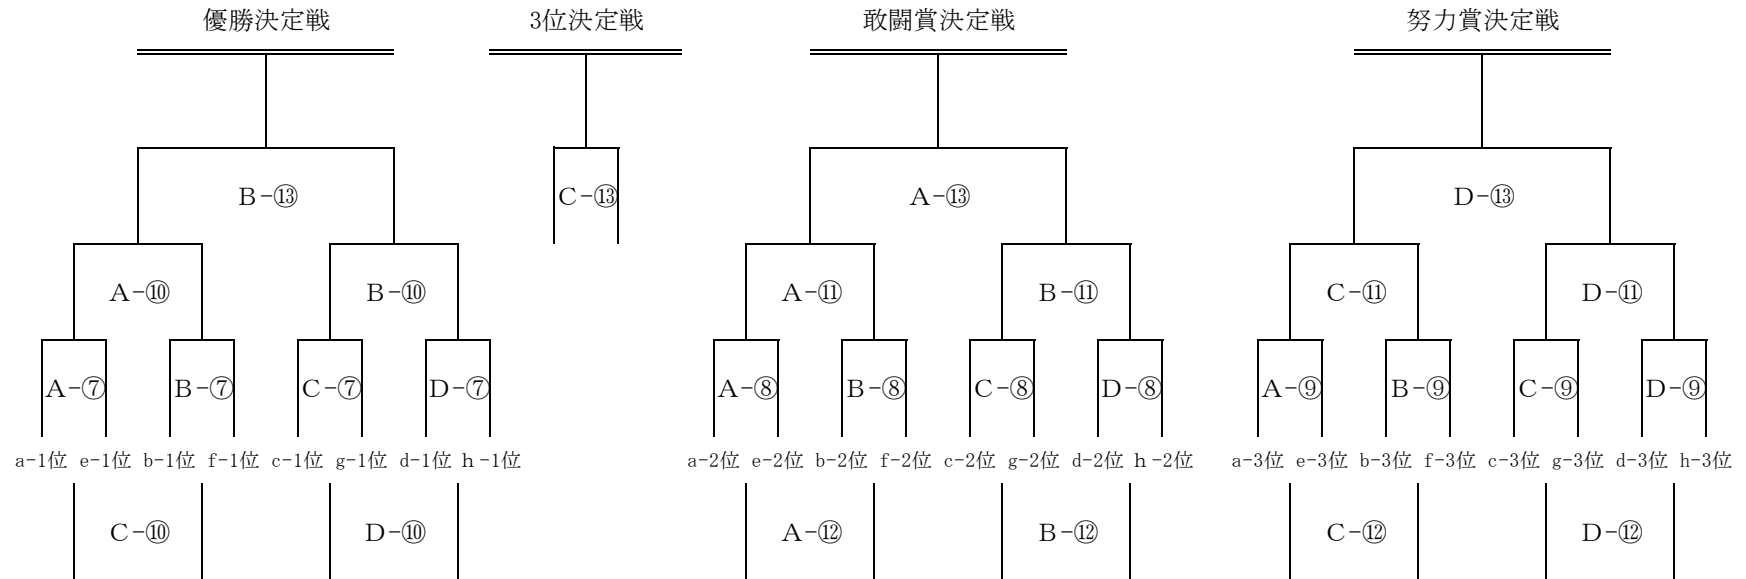 優勝決定戦 3位決定戦 敢闘賞決定戦 努力賞決定戦
B-⑬ C-⑬ A-⑬ D-⑬
A-⑩ B-⑩ A-⑪ B-⑪ C-⑪ D-⑪
A-⑦ B-⑦ C-⑦ D-⑦ A-⑧ B-⑧ C-⑧ D-⑧ A-⑨ B-⑨ C-⑨ D-⑨
a-1位 e-1位 b-1位 f-1位 c-1位 g-1位 d-1位 h-1位 a-2位 e-2位 b-2位 f-2位 c-2位 g-2位 d-2位 h-2位 a-3位 e-3位 b-3位 f-3位 c-3位 g-3位 d-3位 h-3位
C-⑩ D-⑩ A-⑫ B-⑫ C-⑫ D-⑫